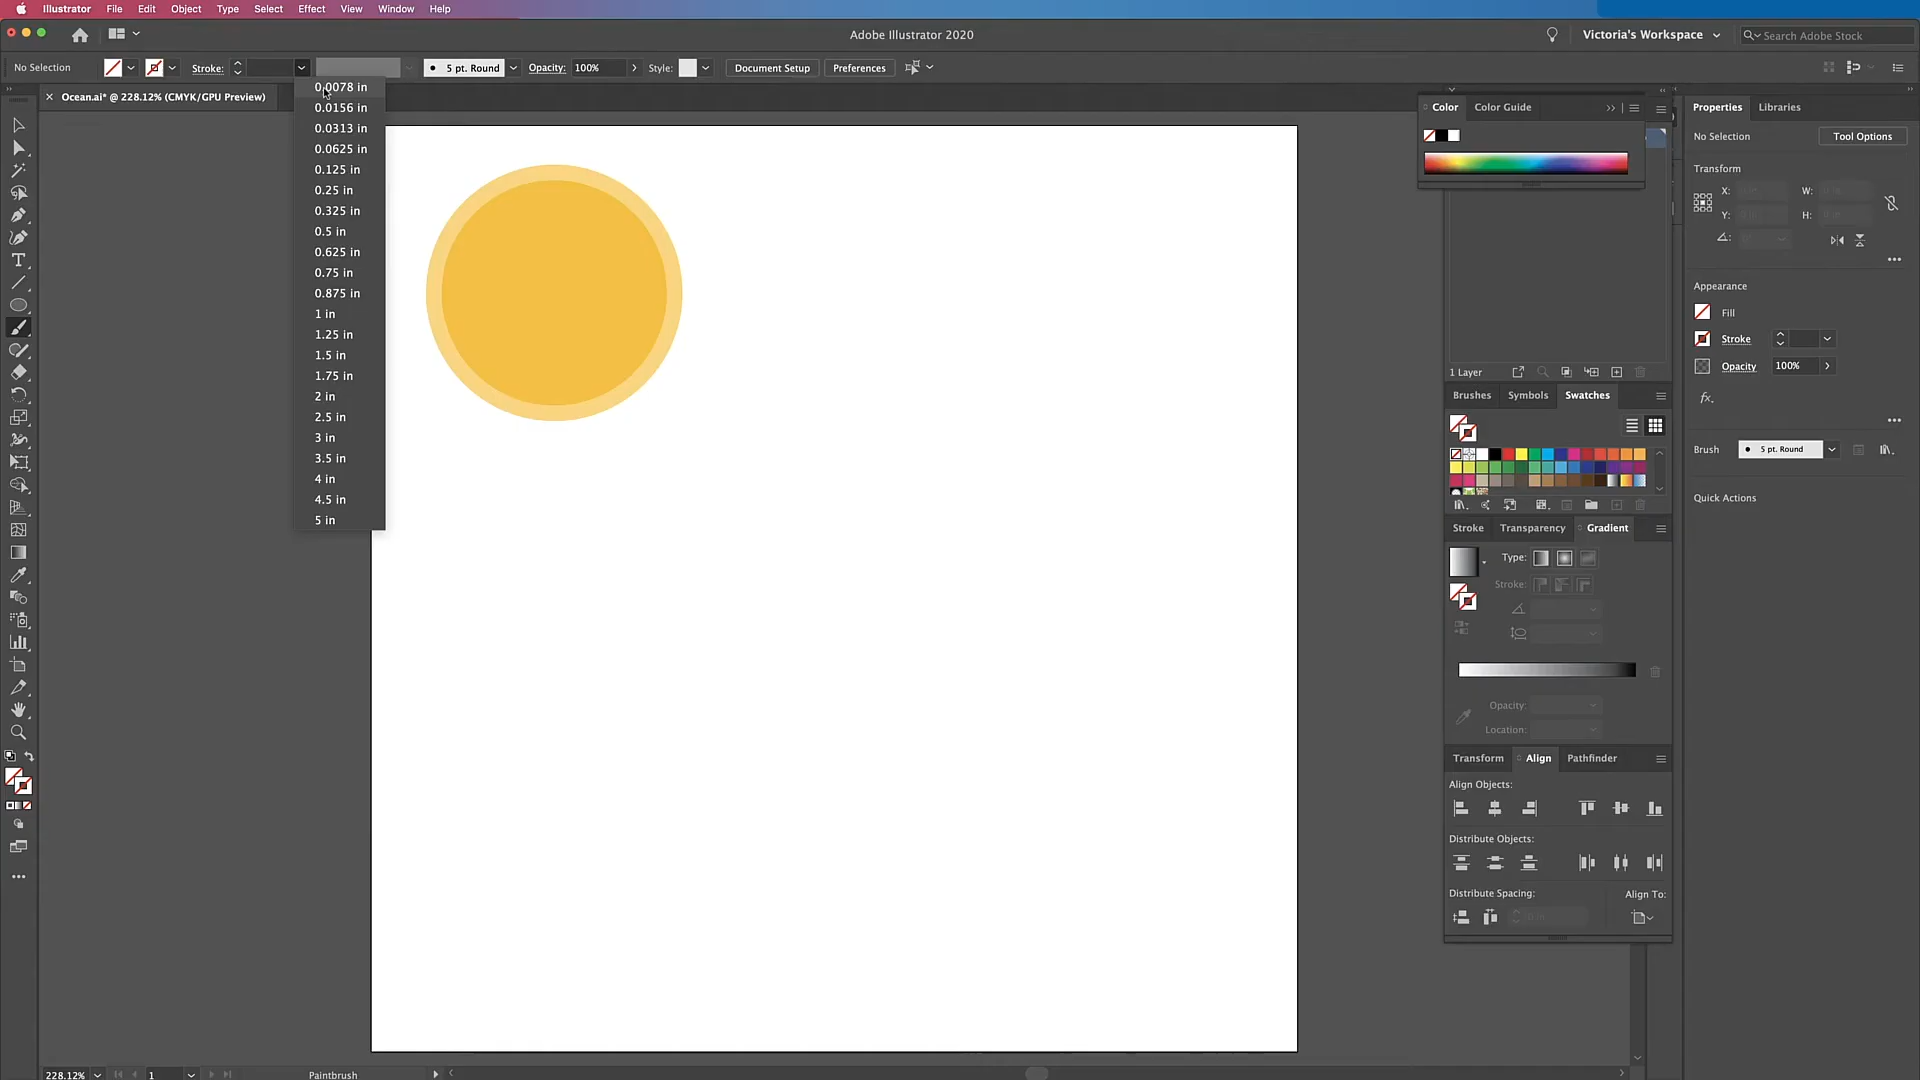 Illustrator File Edit Object Type Select Effect View Window Help
Adobe Illustrator 2020
Victoria's Workspace
Search Adobe Stock
No Selection
Stroke:
5 pt. Round
Opacity: 100%
Style:
Document Setup
Preferences
Ocean.ai* @ 228.12% (CMYK/GPU Preview)
0.0078 in
0.0156 in
0.0313 in
0.0625 in
0.125 in
0.25 in
0.325 in
0.5 in
0.625 in
0.75 in
0.875 in
1 in
1.25 in
1.5 in
1.75 in
2 in
2.5 in
3 in
3.5 in
4 in
4.5 in
5 in
Color Color Guide
1 Layer
Brushes Symbols Swatches
Stroke Transparency Gradient
Type:
Stroke:
Opacity:
Location:
Transform Align Pathfinder
Align Objects:
Distribute Objects:
Distribute Spacing: Align To:
0 in
Properties Libraries
No Selection
Tool Options
Transform
X: W:
Y: H:
Appearance
Fill
Stroke
Opacity 100%
fx.
Brush 5 pt. Round
Quick Actions
228.12% 1 Paintbrush